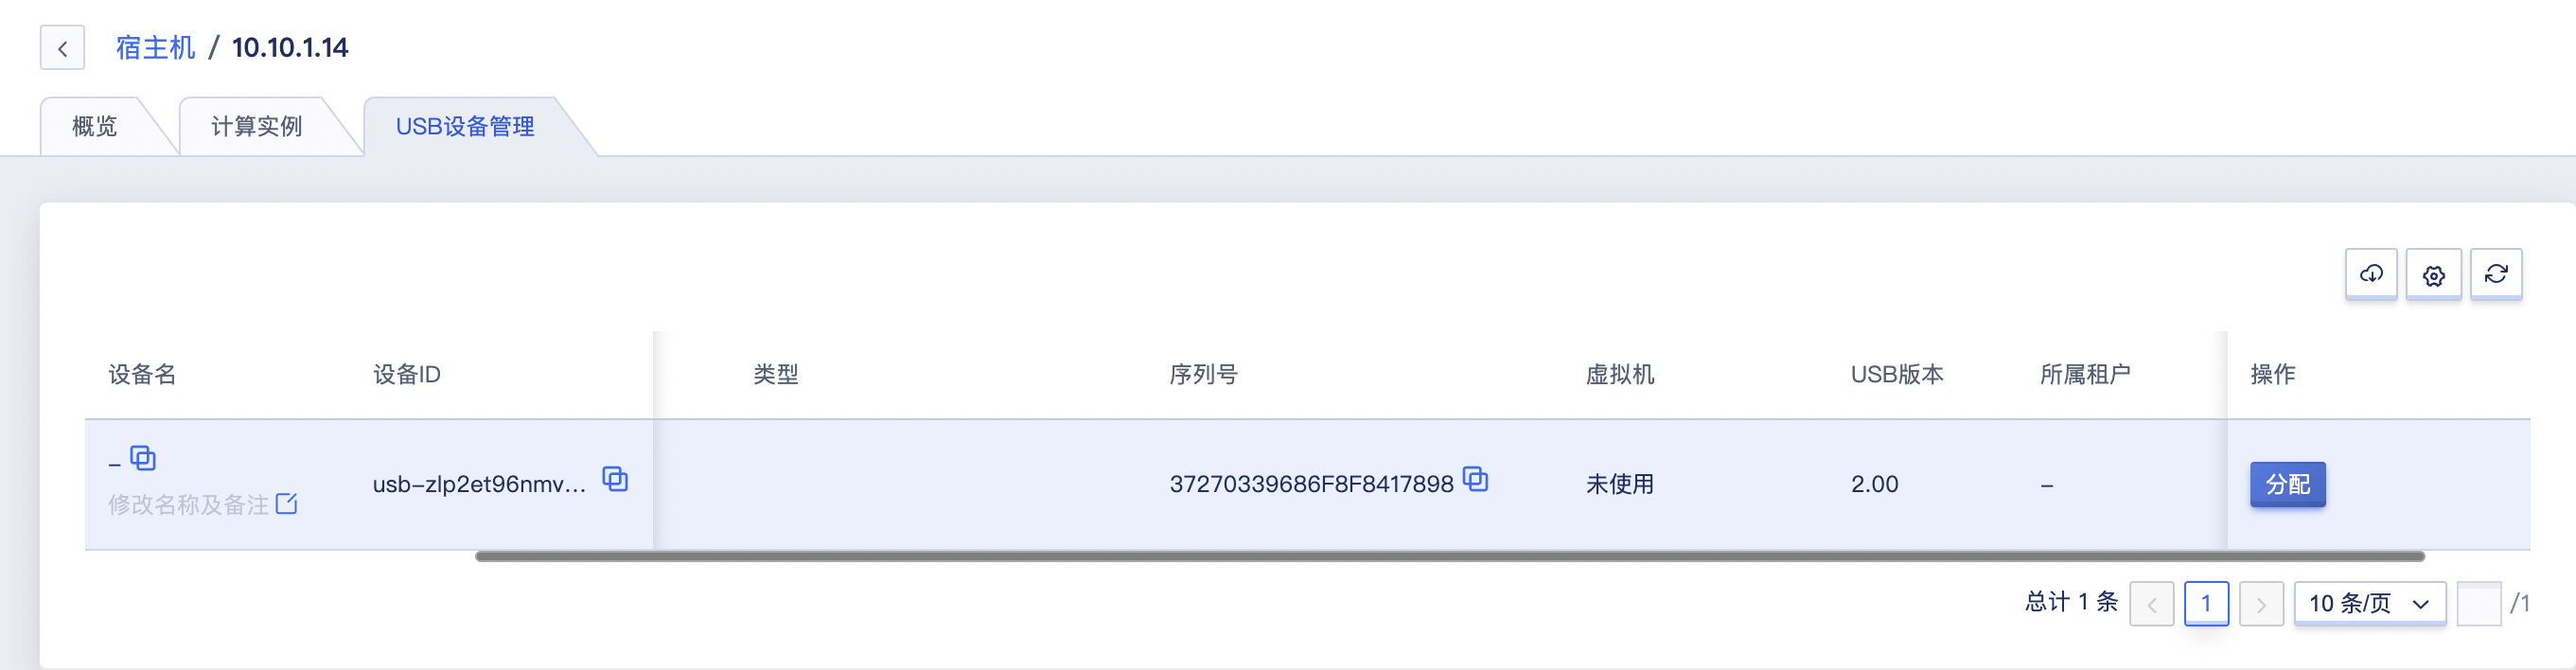 宿主机 / 10.10.1.14
概览 计算实例 USB设备管理
设备名 设备ID 类型 序列号 虚拟机 USB版本 所属租户 操作
–
修改名称及备注
usb-zlp2et96nmv... 37270339686F8F8417898 未使用 2.00 – 分配
总计 1 条 1 10 条/页 /1